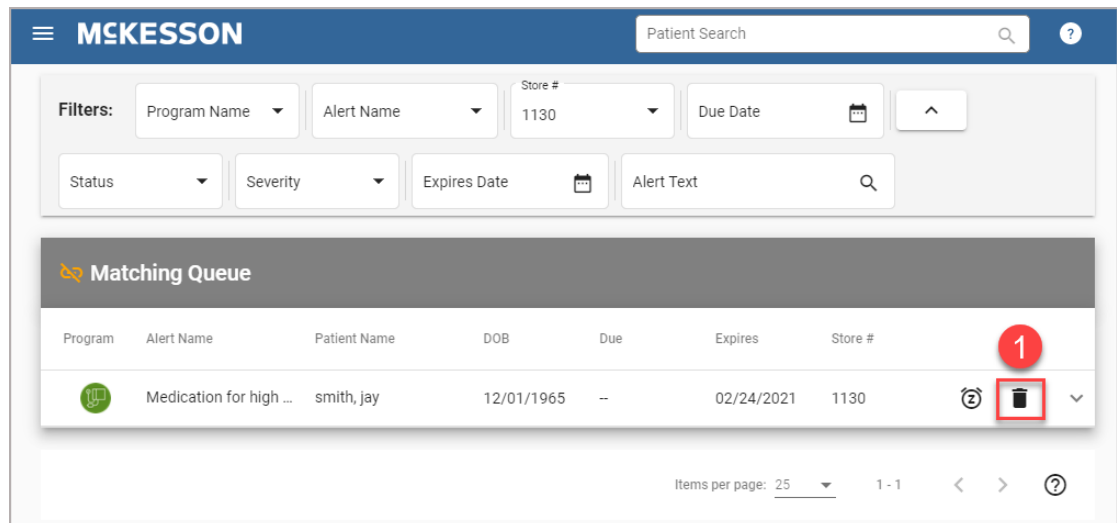 MCKESSON Patient Search ?
Filters: Program Name Alert Name Store # 1130 Due Date
Status Severity Expires Date Alert Text
Matching Queue
Program Alert Name Patient Name DOB Due Expires Store #
1
Medication for high ... smith, jay 12/01/1965 -- 02/24/2021 1130 Z
Items per page: 25 1 - 1 < > ?